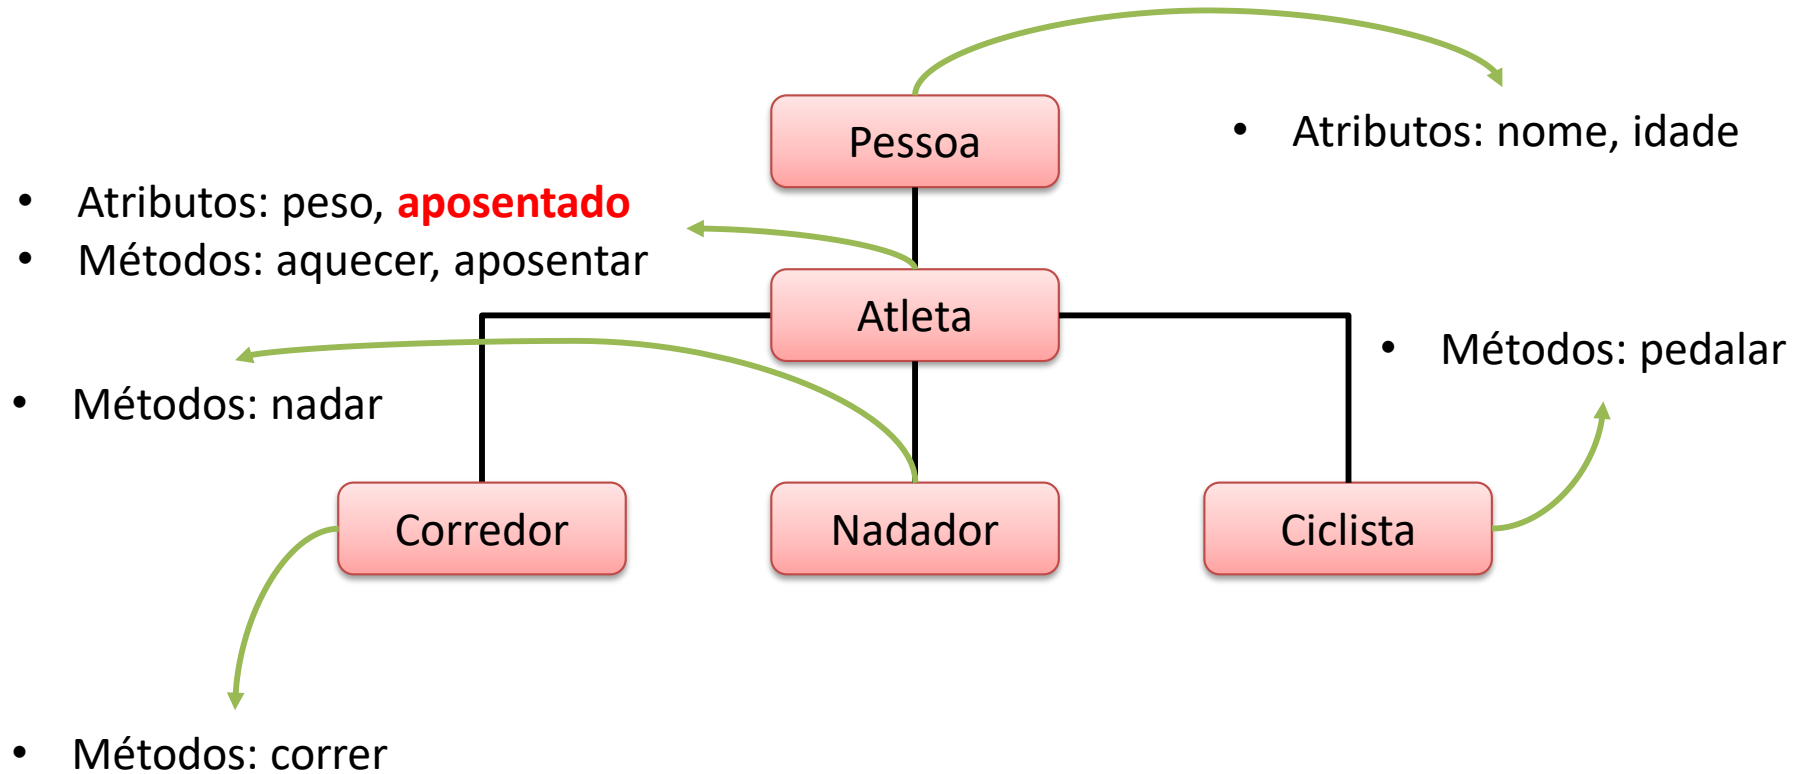 Pessoa
• Atributos: nome, idade
• Atributos: peso, aposentado
• Métodos: aquecer, aposentar
Atleta
• Métodos: pedalar
• Métodos: nadar
Corredor
Nadador
Ciclista
• Métodos: correr